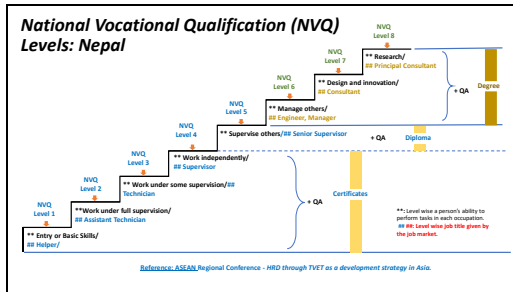 National Vocational Qualification (NVQ)
Levels: Nepal
NVQ
Level 8
** Research/
## Principal Consultant
NVQ
Level 7
** Design and innovation/
## Consultant
NVQ
Level 6
** Manage others/
## Engineer, Manager
+ QA
Degree
NVQ
Level 5
** Supervise others/## Senior Supervisor
+ QA
Diploma
NVQ
Level 4
** Work independently/
## Supervisor
NVQ
Level 3
** Work under some supervision/##
Technician
NVQ
Level 2
**Work under full supervision/
## Assistant Technician
NVQ
Level 1
** Entry or Basic Skills/
## Helper/
+ QA
Certificates
**:- Level wise a person's ability to
perform tasks in each occupation.
## ##: Level wise job title given by
the job market.
Reference: ASEAN Regional Conference - HRD through TVET as a development strategy in Asia.